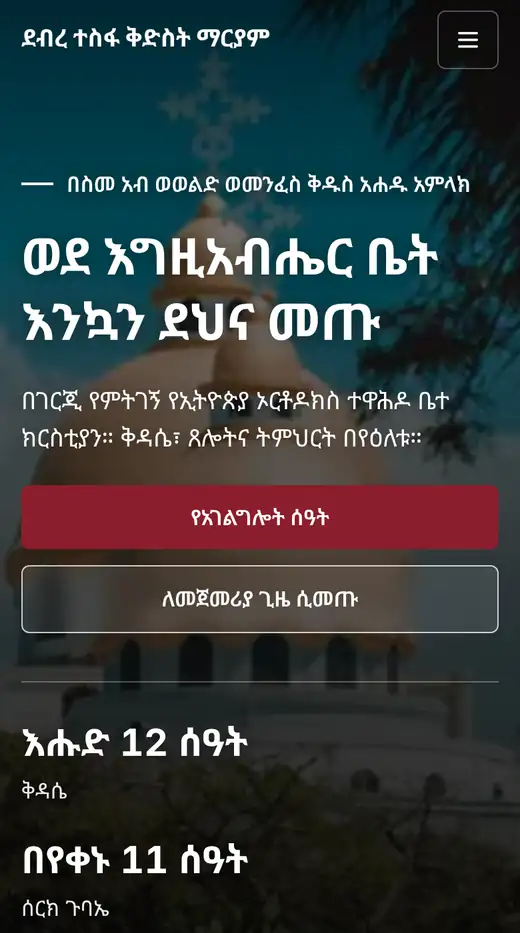 ደብረ ተስፋ ቅድስት ማርያም
በስመ አብ ወወልድ ወመንፈስ ቅዱስ አሐዱ አምላክ
ወደ እግዚአብሔር ቤት
እንኳን ደህና መጡ
በገርጂ የምትገኝ የኢትዮጵያ ኦርቶዶክስ ተዋሕዶ ቤተ
ክርስቲያን። ቅዳሴ፣ ጸሎትና ትምህርት በየዕለቱ።
የአገልግሎት ሰዓት
ለመጀመሪያ ጊዜ ሲመጡ
እሑድ 12 ሰዓት
ቅዳሴ
በየቀኑ 11 ሰዓት
ሰርክ ጉባኤ